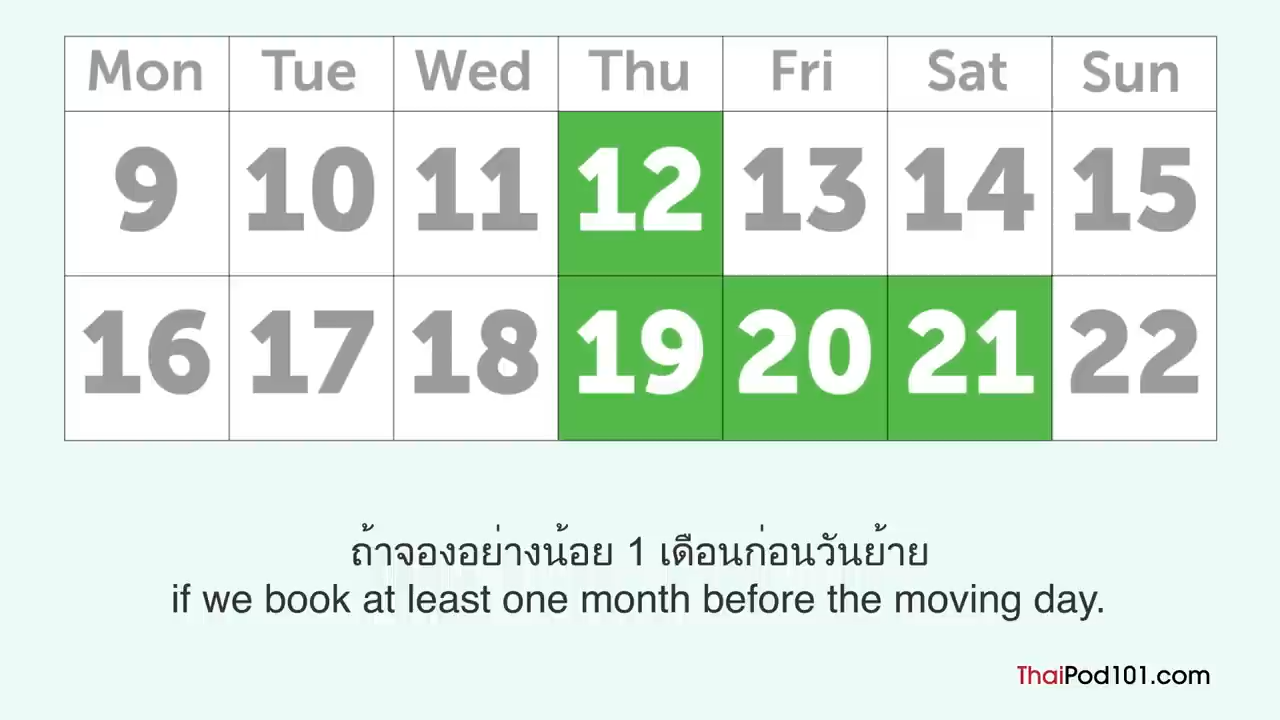 Mon Tue Wed Thu Fri Sat Sun
9 10 11 12 13 14 15
16 17 18 19 20 21 22
ถ้าจองอย่างน้อย 1 เดือนก่อนวันย้าย
if we book at least one month before the moving day.
ThaiPod101.com